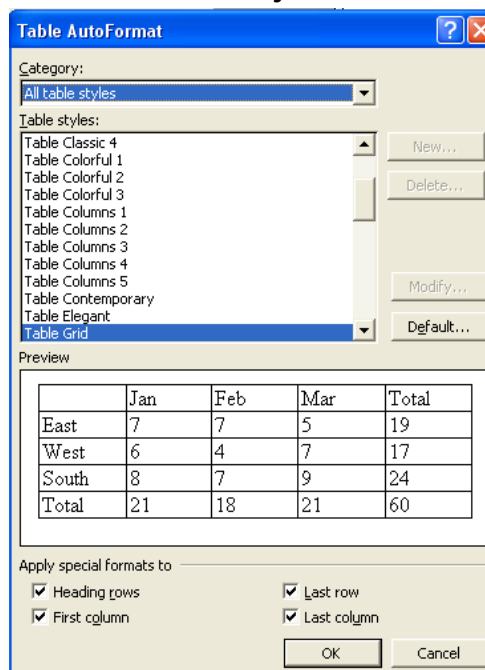 Table AutoFormat
Category:
All table styles
Table styles:
Table Classic 4
Table Colorful 1
Table Colorful 2
Table Colorful 3
Table Columns 1
Table Columns 2
Table Columns 3
Table Columns 4
Table Columns 5
Table Contemporary
Table Elegant
Table Grid
New...
Delete...
Modify...
Default...
Preview
Jan Feb Mar Total
East 7 7 5 19
West 6 4 7 17
South 8 7 9 24
Total 21 18 21 60
Apply special formats to
Heading rows Last row
First column Last column
OK Cancel